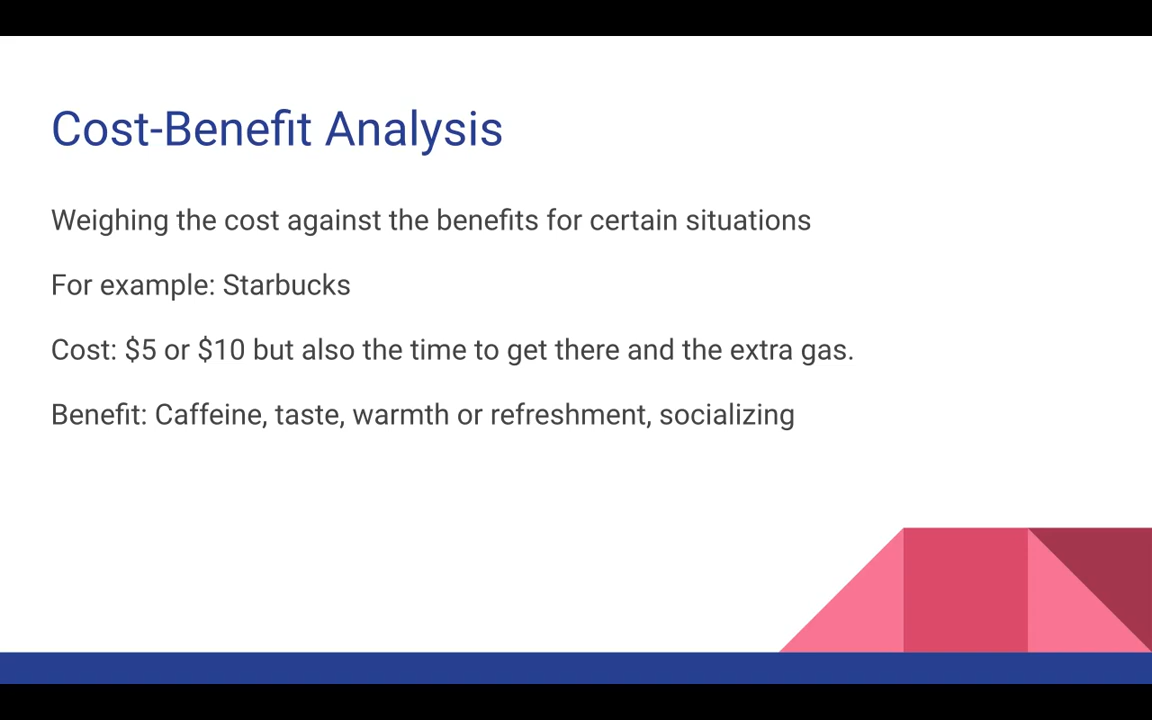 Cost-Benefit Analysis
Weighing the cost against the benefits for certain situations
For example: Starbucks
Cost: $5 or $10 but also the time to get there and the extra gas.
Benefit: Caffeine, taste, warmth or refreshment, socializing